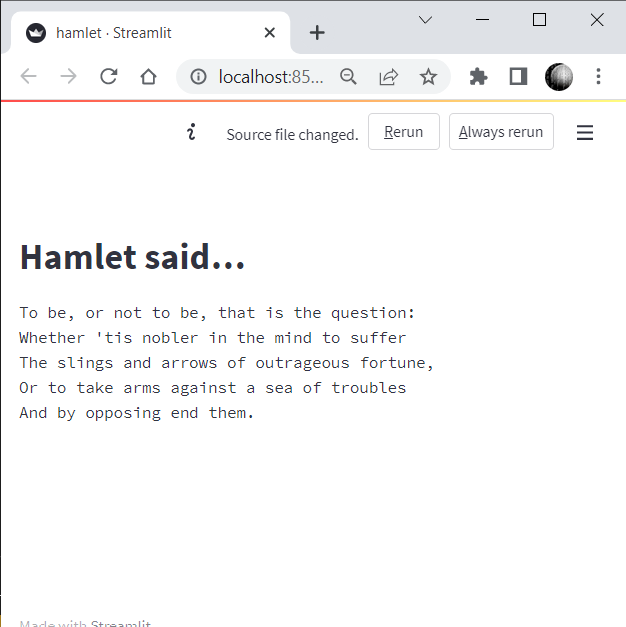 hamlet · Streamlit
localhost:85...
Source file changed.
Rerun
Always rerun
Hamlet said...
To be, or not to be, that is the question:
Whether 'tis nobler in the mind to suffer
The slings and arrows of outrageous fortune,
Or to take arms against a sea of troubles
And by opposing end them.
Made with Streamlit